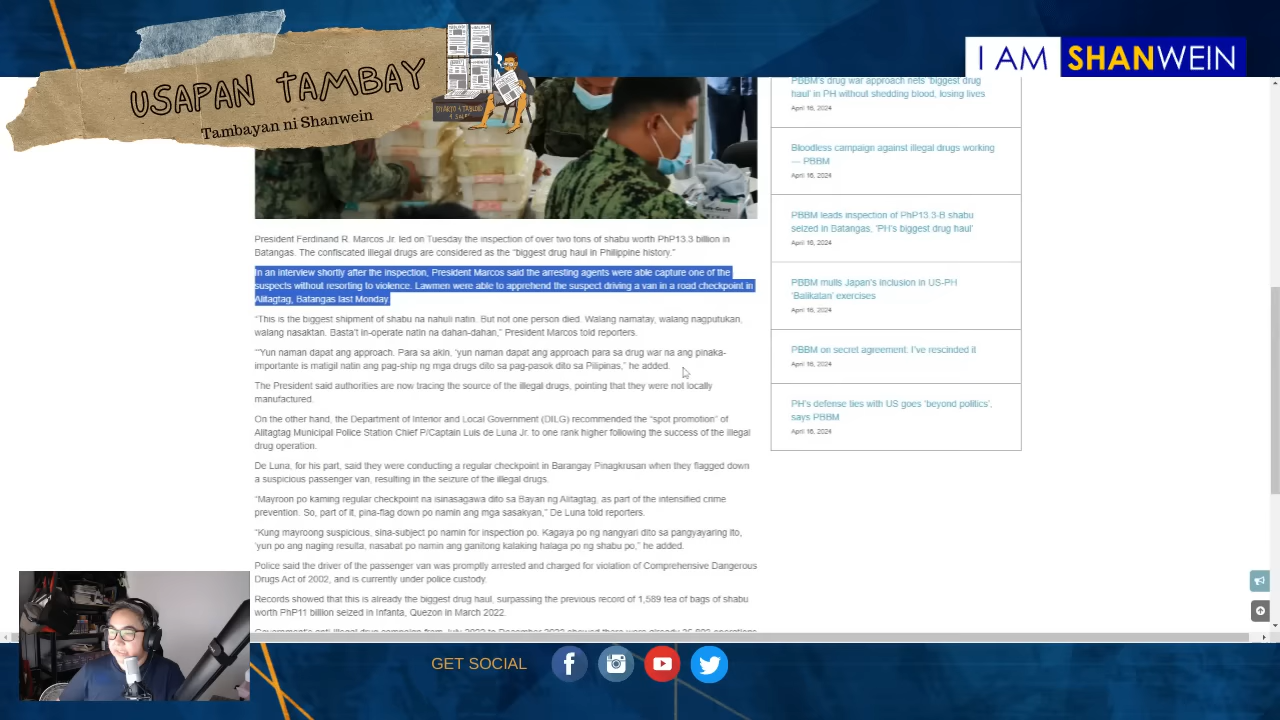 USAPAN TAMBAY
Tambayan ni Shanwein
I AM SHANWEIN
President Ferdinand R. Marcos Jr. led on Tuesday the inspection of over two tons of shabu worth PhP13.3 billion in
Batangas. The confiscated illegal drugs are considered as the “biggest drug haul in Philippine history.”
In an interview shortly after the inspection, President Marcos said the arresting agents were able capture one of the
suspects without resorting to violence. Lawmen were able to apprehend the suspect driving a van in a road checkpoint in
Alitagtag, Batangas last Monday
“This is the biggest shipment of shabu na nahuli natin. But not one person died. Walang namatay, walang nagputukan,
walang nasaktan. Basta’t in-operate natin na dahan-dahan,” President Marcos told reporters.
“‘Yun naman dapat ang approach. Para sa akin, ‘yun naman dapat ang approach para sa drug war na ang pinaka-
importante is matigil natin ang pag-ship ng mga drugs dito sa pag-pasok dito sa Pilipinas,” he added.
The President said authorities are now tracing the source of the illegal drugs, pointing that they were not locally
manufactured.
On the other hand, the Department of Interior and Local Government (DILG) recommended the “spot promotion” of
Alitagtag Municipal Police Station Chief P/Captain Luis de Luna Jr. to one rank higher following the success of the illegal
drug operation.
De Luna, for his part, said they were conducting a regular checkpoint in Barangay Pinagkrusan when they flagged down
a suspicious passenger van, resulting in the seizure of the illegal drugs.
“Mayroon po kaming regular checkpoint na isinasagawa dito sa Bayan ng Alitagtag, as part of the intensified crime
prevention. So, part of it, pina-flag down po namin ang mga sasakyan,” De Luna told reporters.
“Kung mayroong suspicious, sina-subject po namin for inspection po. Kagaya po ng nangyari dito sa pangyayaring ito,
‘yun po ang naging resulta, nasabat po namin ang ganitong kalaking halaga po ng shabu po,” he added.
Police said the driver of the passenger van was promptly arrested and charged for violation of Comprehensive Dangerous
Drugs Act of 2002, and is currently under police custody.
Records showed that this is already the biggest drug haul, surpassing the previous record of 1,589 tea of bags of shabu
worth PhP11 billion seized in Infanta, Quezon in March 2022.
PBBM’s drug war approach nets ‘biggest drug
haul’ in PH without shedding blood, losing lives
April 16, 2024
Bloodless campaign against illegal drugs working
— PBBM
April 16, 2024
PBBM leads inspection of PhP13.3-B shabu
seized in Batangas, ‘PH’s biggest drug haul’
April 16, 2024
PBBM mulls Japan’s inclusion in US-PH
‘Balikatan’ exercises
April 16, 2024
PBBM on secret agreement: I’ve rescinded it
April 16, 2024
PH’s defense ties with US goes ‘beyond politics’,
says PBBM
April 16, 2024
GET SOCIAL